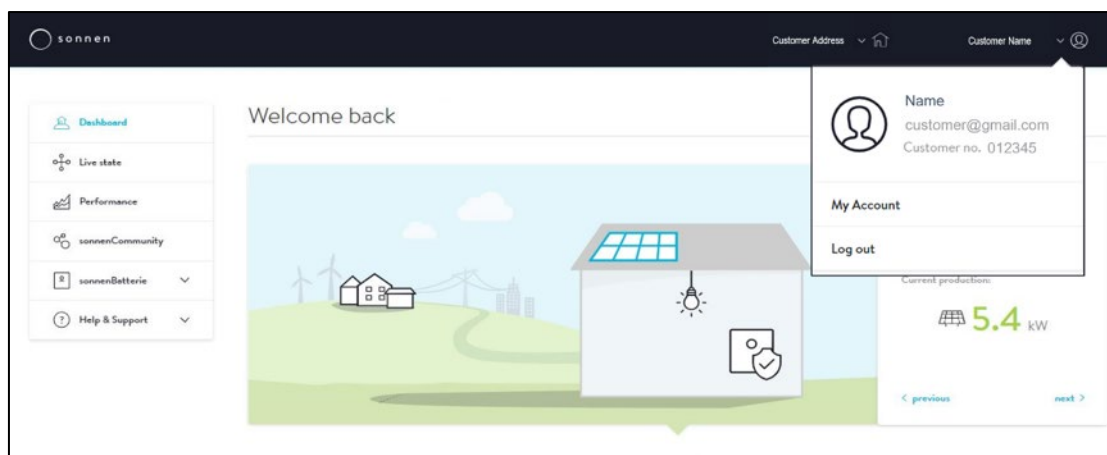 sonnen
Customer Address
Customer Name
Name
customer@gmail.com
Customer no. 012345
My Account
Log out
Dashboard
Live state
Performance
sonnenCommunity
sonnenBatterie
Help & Support
Welcome back
Current production:
5.4 kW
< previous
next >